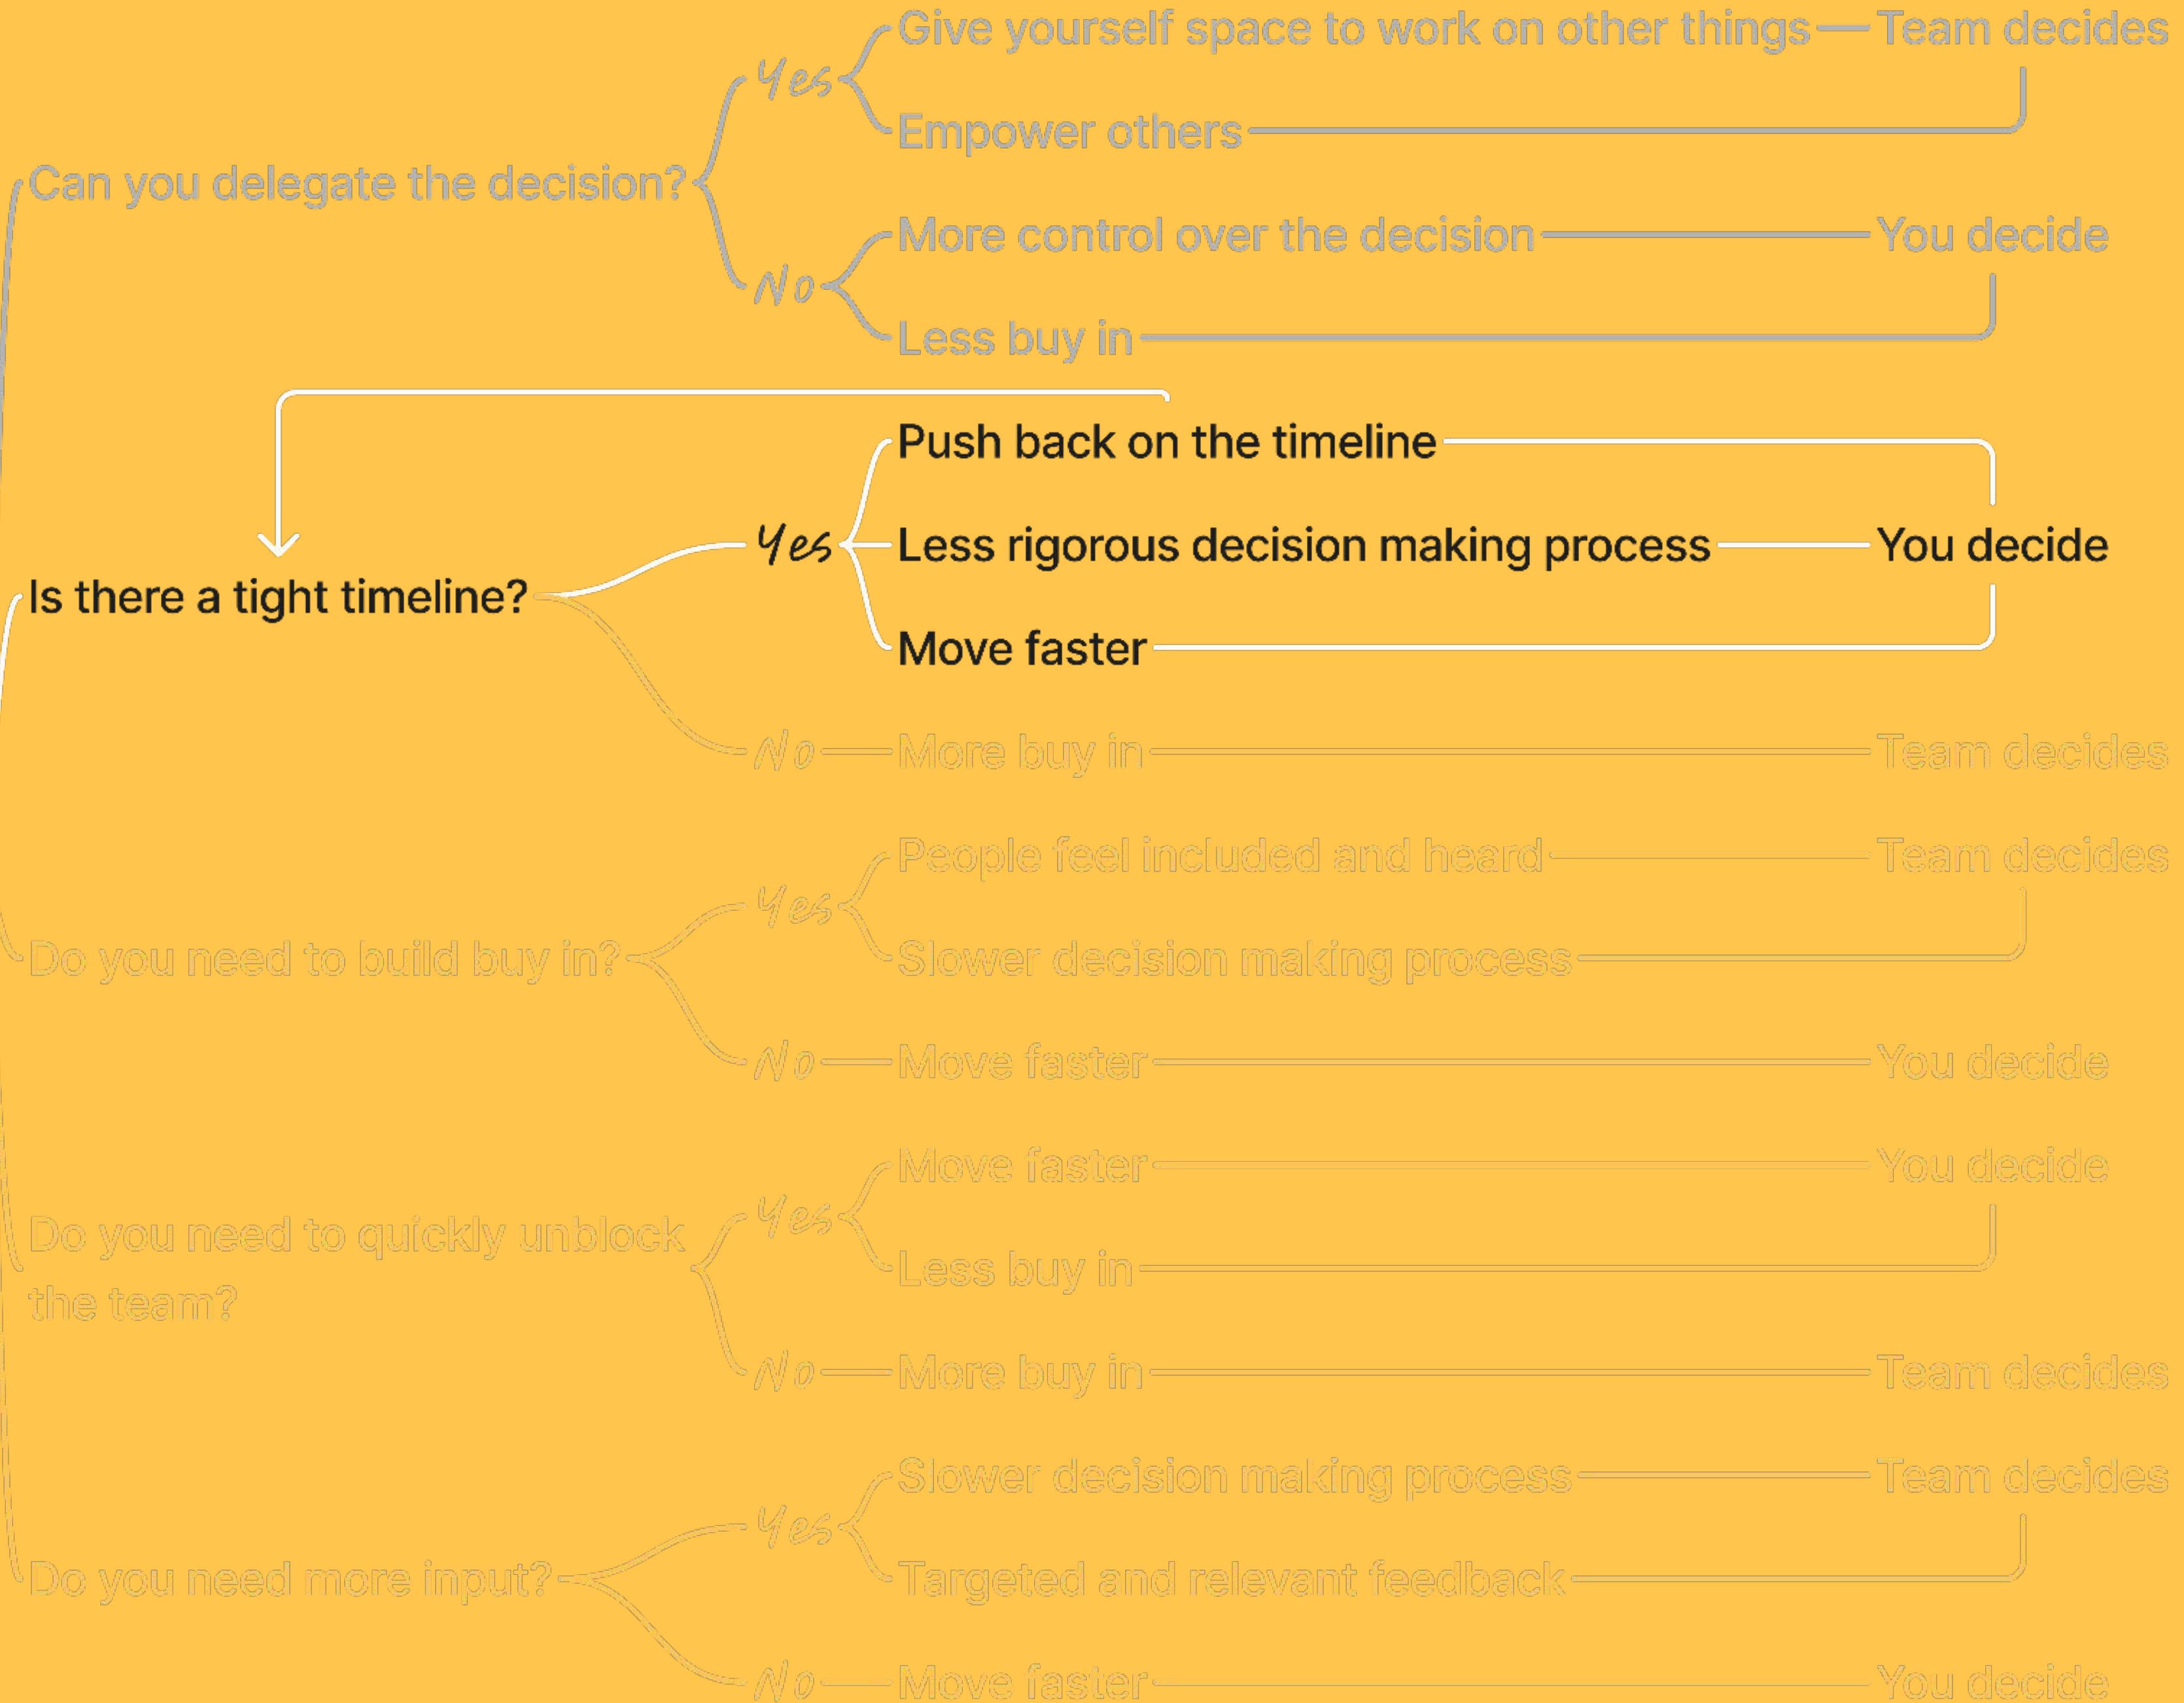 Give yourself space to work on other things Team decides
Yes
Empower others
Can you delegate the decision?
More control over the decision You decide
No
Less buy in
Push back on the timeline
Yes Less rigorous decision making process You decide
Is there a tight timeline?
Move faster
No More buy in Team decides
People feel included and heard Team decides
Yes
Do you need to build buy in? Slower decision making process
No Move faster You decide
Move faster You decide
Yes
Do you need to quickly unblock
Less buy in
the team?
No More buy in Team decides
Slower decision making process Team decides
Yes
Do you need more input? Targeted and relevant feedback
No Move faster You decide